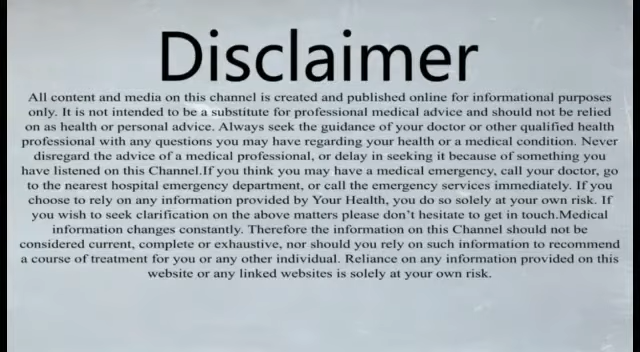 Disclaimer
All content and media on this channel is created and published online for informational purposes
only. It is not intended to be a substitute for professional medical advice and should not be relied
on as health or personal advice. Always seek the guidance of your doctor or other qualified health
professional with any questions you may have regarding your health or a medical condition. Never
disregard the advice of a medical professional, or delay in seeking it because of something you
have listened on this Channel.If you think you may have a medical emergency, call your doctor, go
to the nearest hospital emergency department, or call the emergency services immediately. If you
choose to rely on any information provided by Your Health, you do so solely at your own risk. If
you wish to seek clarification on the above matters please don't hesitate to get in touch.Medical
information changes constantly. Therefore the information on this Channel should not be
considered current, complete or exhaustive, nor should you rely on such information to recommend
a course of treatment for you or any other individual. Reliance on any information provided on this
website or any linked websites is solely at your own risk.